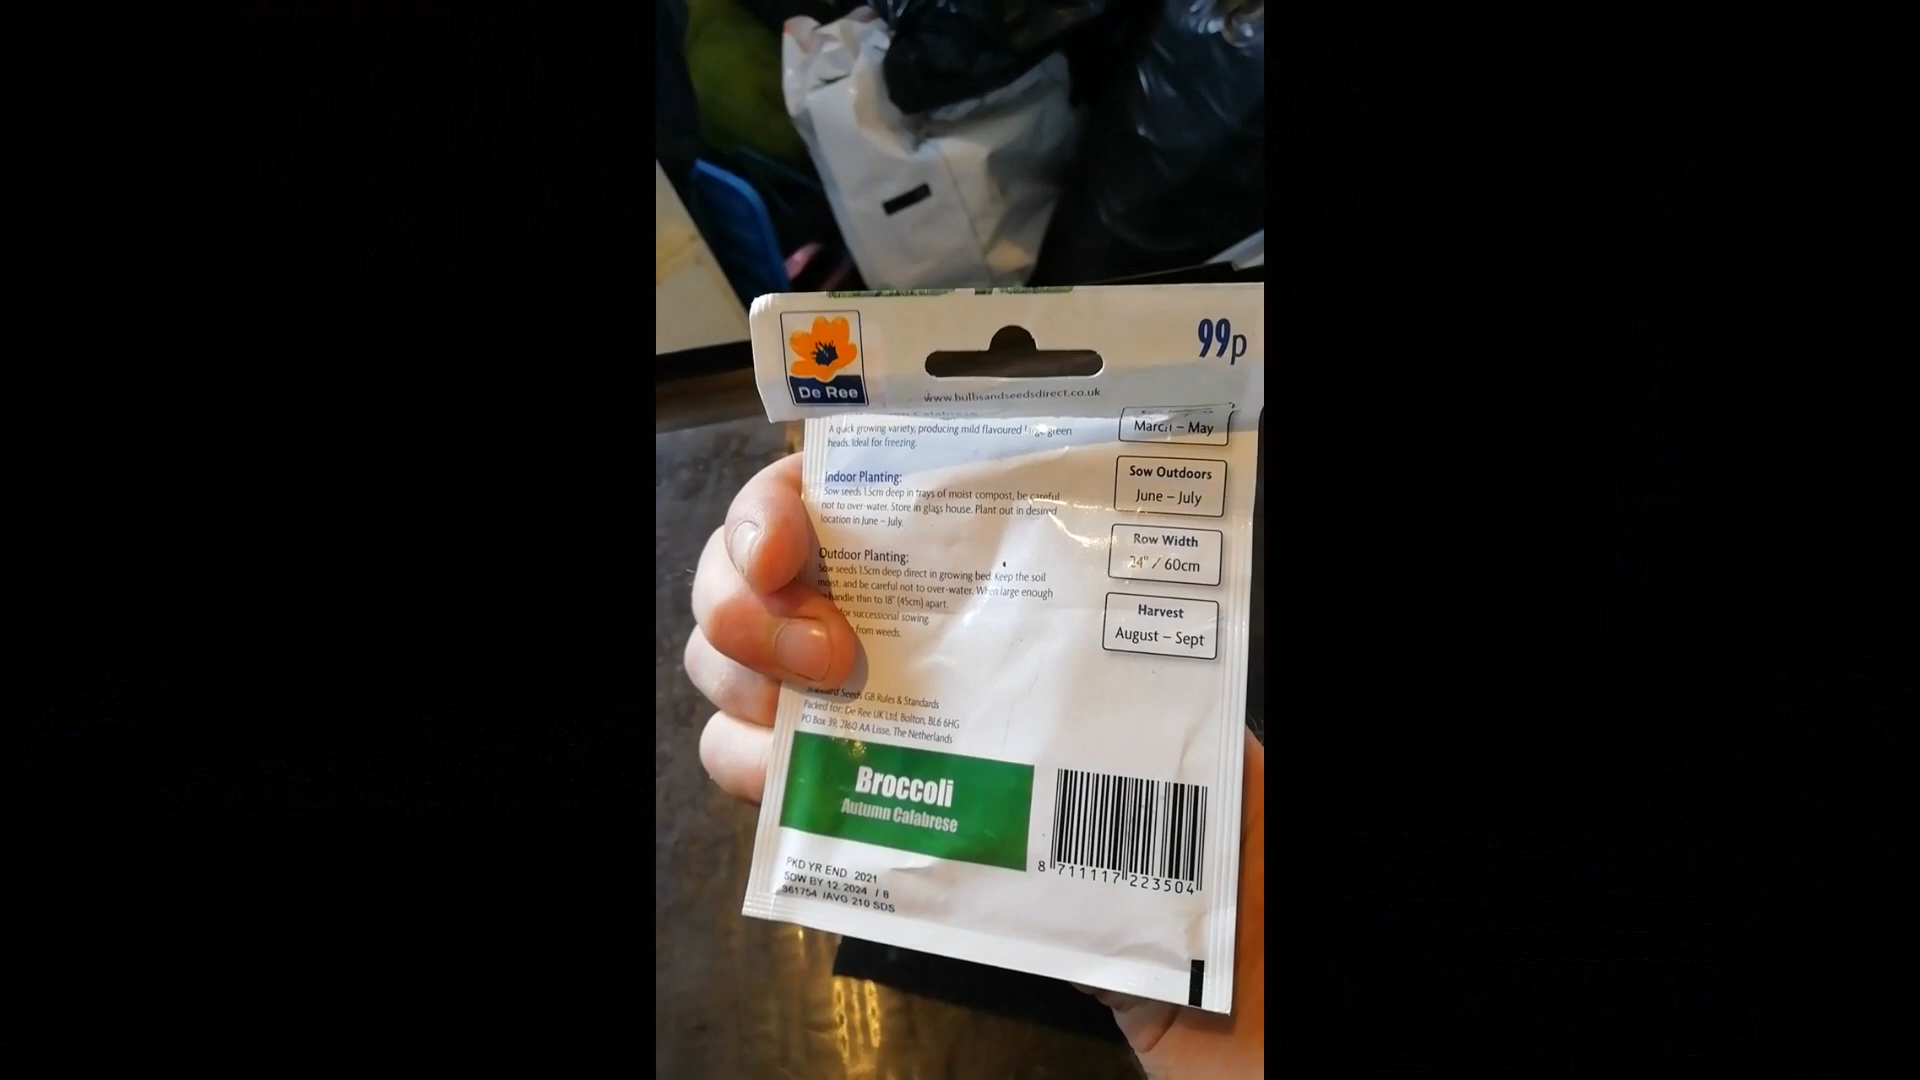 De Ree
99p
www.bulbsandseedsdirect.co.uk
A quick growing variety, producing mild flavoured large green
heads. Ideal for freezing.
Indoor Planting:
Sow seeds 1.5cm deep in trays of moist compost, be careful
not to over-water. Store in glass house. Plant out in desired
location in June – July.
Outdoor Planting:
Sow seeds 1.5cm deep direct in growing bed. Keep the soil
moist, and be careful not to over-water. When large enough
handle thin to 18" (45cm) apart.
for successional sowing.
from weeds.
March – May
Sow Outdoors
June – July
Row Width
24" / 60cm
Harvest
August – Sept
Standard Seeds GB Rules & Standards
Packed for: De Ree UK Ltd, Bolton, BL6 6HG
PO Box 39, 2160 AA Lisse, The Netherlands
Broccoli
Autumn Calabrese
8 711117 223504
PKD YR END 2021
SOW BY 12. 2024 / 8
361754 /AVG 210 SDS